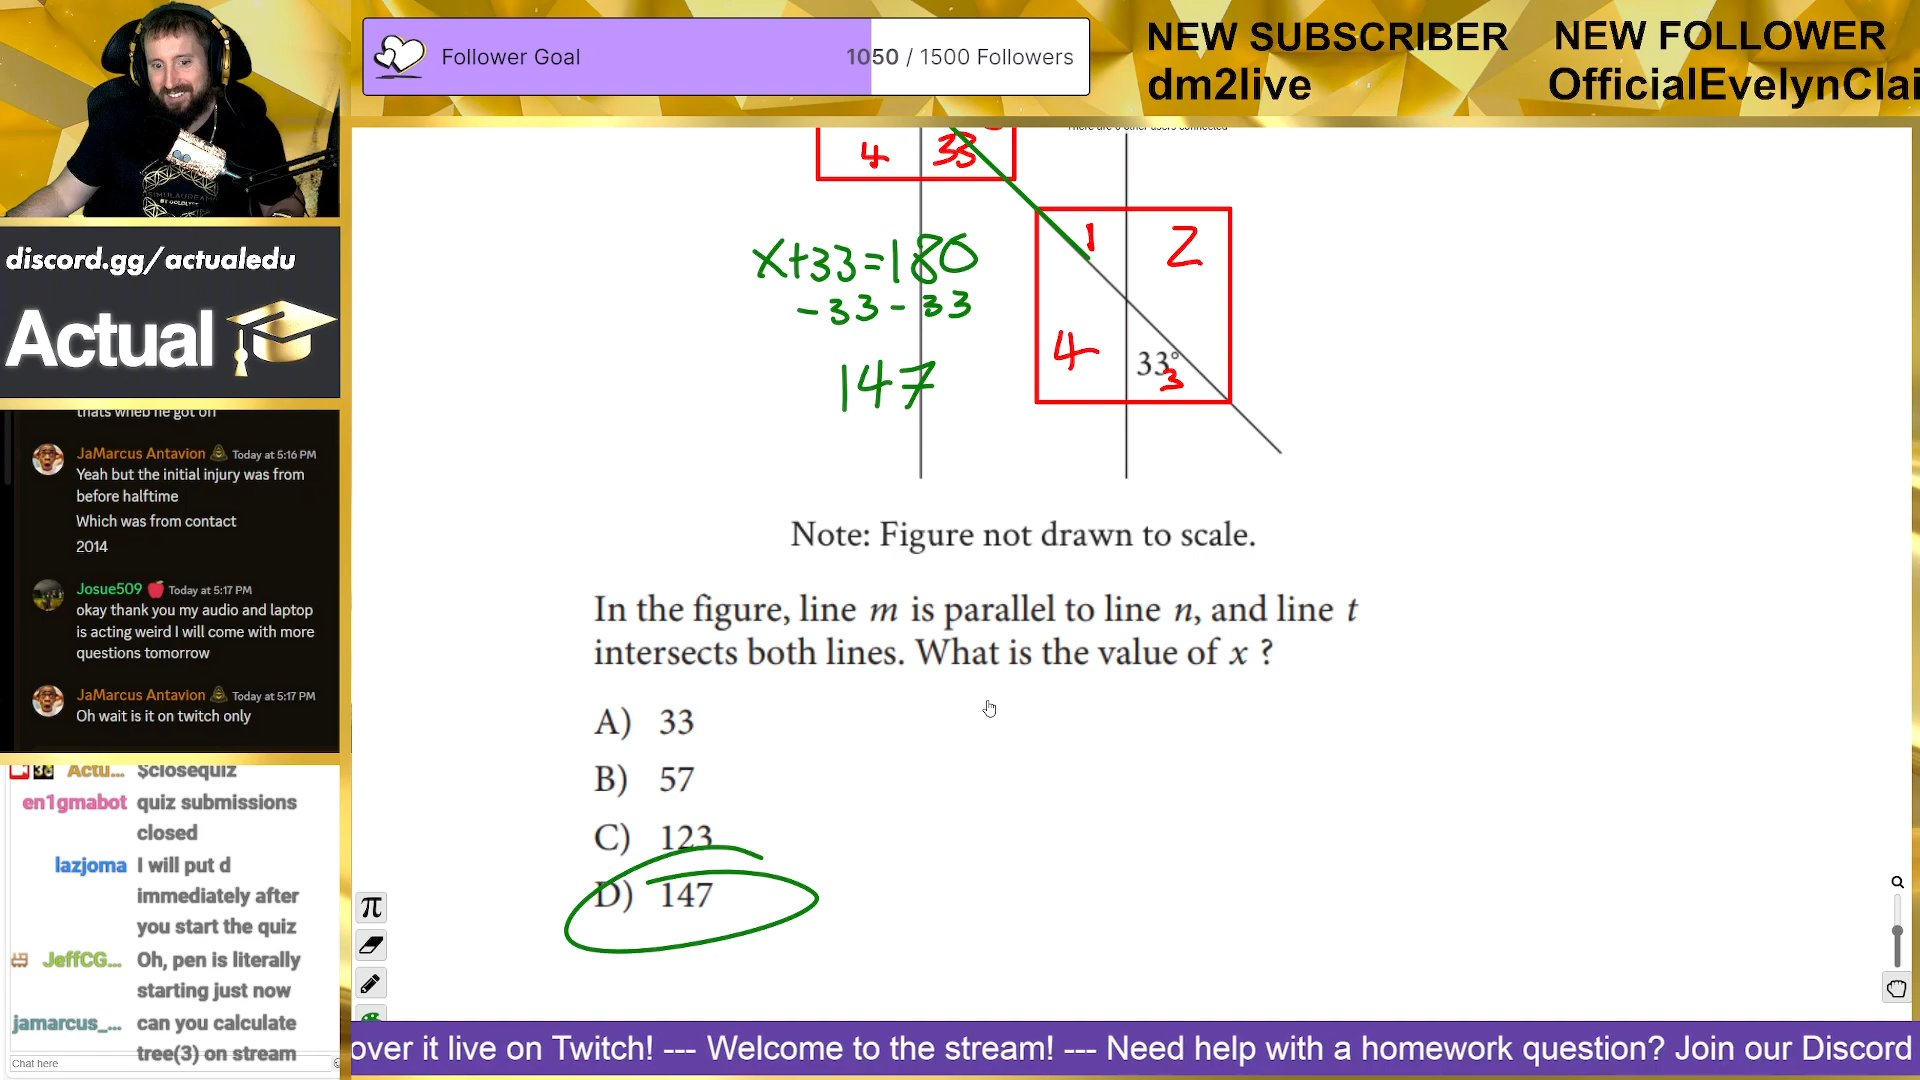 Follower Goal
1050 / 1500 Followers
NEW SUBSCRIBER
dm2live
NEW FOLLOWER
OfficialEvelynClai
discord.gg/actualedu
Actual
JaMarcus Antavion Today at 5:16 PM
Yeah but the initial injury was from
before halftime
Which was from contact
2014
Josue509 Today at 5:17 PM
okay thank you my audio and laptop
is acting weird I will come with more
questions tomorrow
JaMarcus Antavion Today at 5:17 PM
Oh wait is it on twitch only
Actu... $closequiz
en1gmabot quiz submissions
closed
lazjoma I will put d
immediately after
you start the quiz
JeffCG... Oh, pen is literally
starting just now
jamarcus_... can you calculate
tree(3) on stream
Chat here
4 33
x+33=180
-33-33
147
1 2
4 33°
3
Note: Figure not drawn to scale.
In the figure, line m is parallel to line n, and line t
intersects both lines. What is the value of x ?
A) 33
B) 57
C) 123
D) 147
π
over it live on Twitch! --- Welcome to the stream! --- Need help with a homework question? Join our Discord